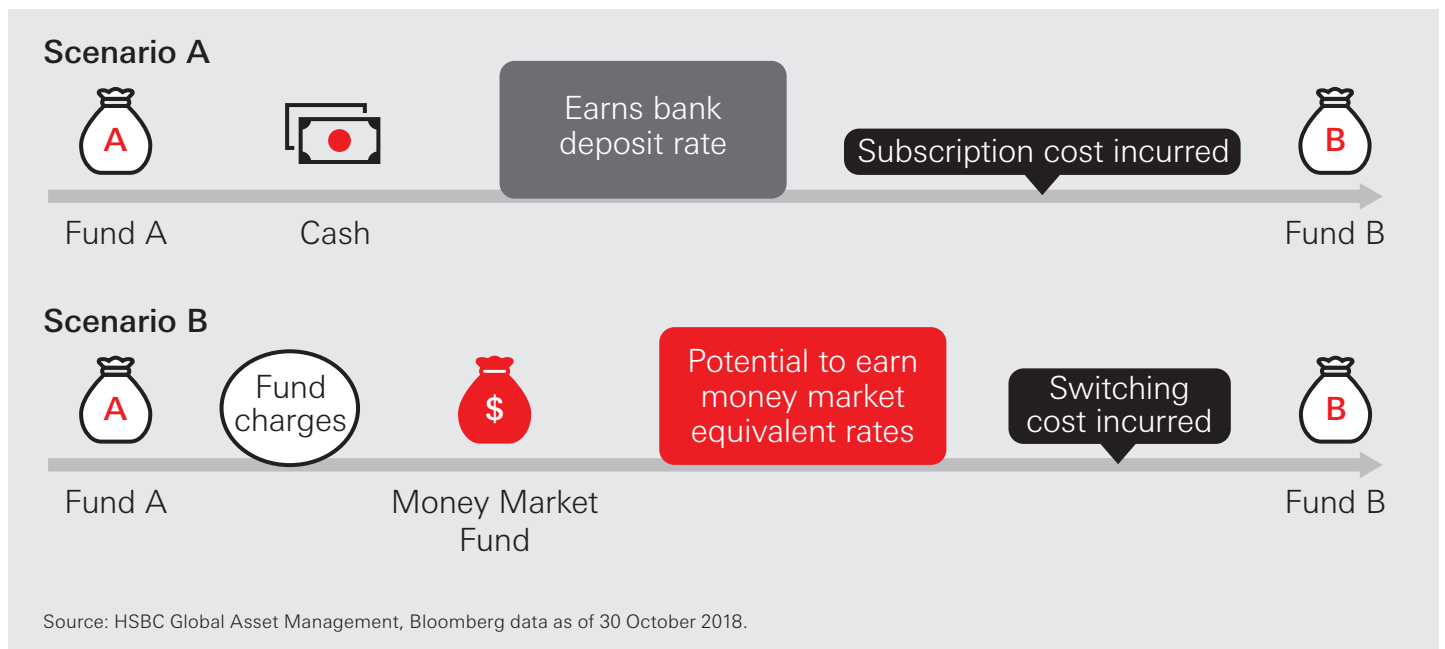 Scenario A
A
Earns bank
deposit rate
Subscription cost incurred
B
Fund A
Cash
Fund B
Scenario B
A
Fund
charges
$
Potential to earn
money market
equivalent rates
Switching
cost incurred
B
Fund A
Money Market
Fund
Fund B
Source: HSBC Global Asset Management, Bloomberg data as of 30 October 2018.